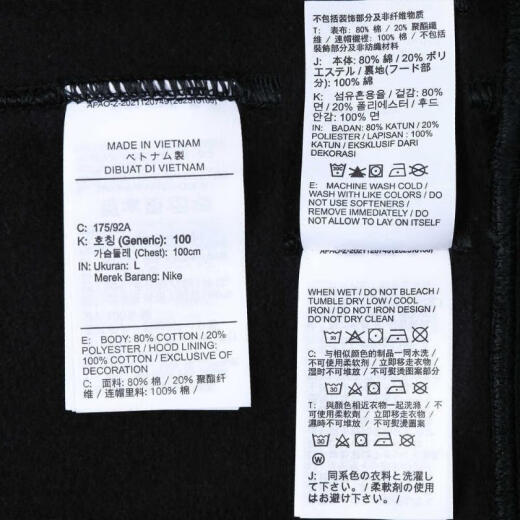 MADE IN VIETNAM
ベトナム製
DIBUAT DI VIETNAM
C: 175/92A
K: 호칭 (Generic): 100
가슴둘레 (Chest): 100cm
IN: Ukuran: L
Merek Barang: Nike
E: BODY: 80% COTTON / 20%
POLYESTER / HOOD LINING:
100% COTTON / EXCLUSIVE OF
DECORATION
C: 面料: 80% 棉 / 20% 聚酯纤
维 / 连帽里料: 100% 棉 /
不包括装饰部分及非纤维物质
T: 表布: 80% 棉 / 20% 聚酯纖
維 / 連帽襯裡: 100% 棉 / 不包括
裝飾部分及非紡織材料
J: 本体: 80% 綿 / 20% ポリ
エステル / 裏地(フード部
分): 100% 綿
K: 섬유혼용율 / 겉감: 80%
면 / 20% 폴리에스터 / 후드
안감: 100% 면
IN: BADAN: 80% KATUN / 20%
POLIESTER / LAPISAN : 100%
KATUN / EKSKLUSIF DARI
DEKORASI
E: MACHINE WASH COLD /
WASH WITH LIKE COLORS / DO
NOT USE SOFTENERS /
REMOVE IMMEDIATELY / DO
NOT ALLOW TO LAY ON ITSELF
WHEN WET / DO NOT BLEACH /
TUMBLE DRY LOW / COOL
IRON / DO NOT IRON DESIGN /
DO NOT DRY CLEAN
C: 与相似颜色的制品一同水洗 /
不可使用柔软剂 / 立即移走衣物 /
湿时不可堆放 / 不可熨烫图案部分
T: 與顏色相近衣物一起洗滌 /
不可使用柔軟劑 / 立即移走衣物 /
濕時不可堆放 / 不可熨燙圖案
J: 同系色の衣料と洗濯し
て下さい。/ 柔軟剤の使用
はお避け下さい /